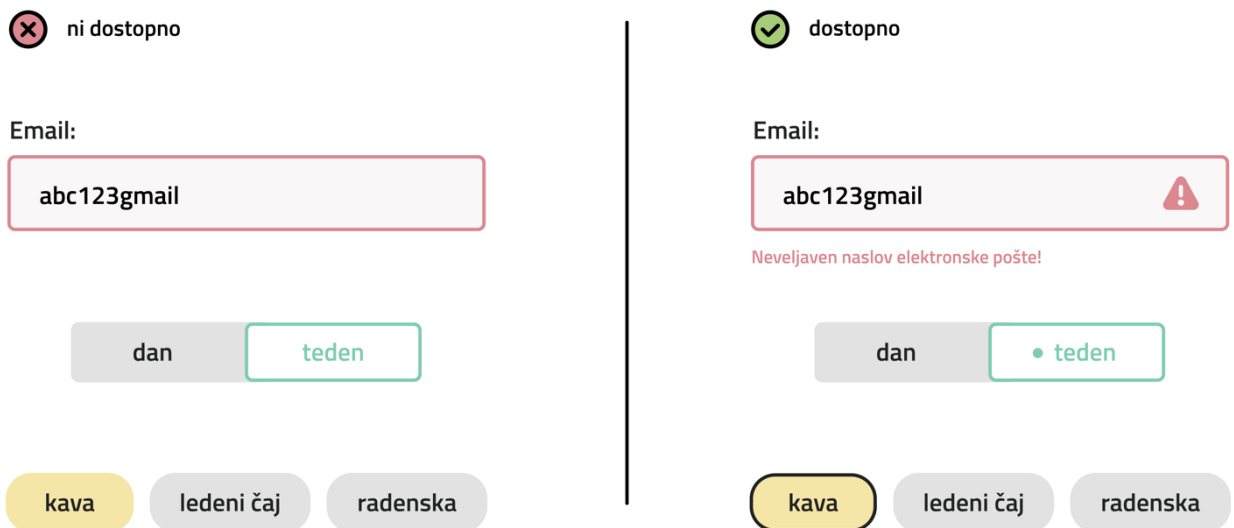 ni dostopno
Email:
abc123gmail
dan teden
kava ledeni čaj radenska
dostopno
Email:
abc123gmail
Neveljaven naslov elektronske pošte!
dan • teden
kava ledeni čaj radenska